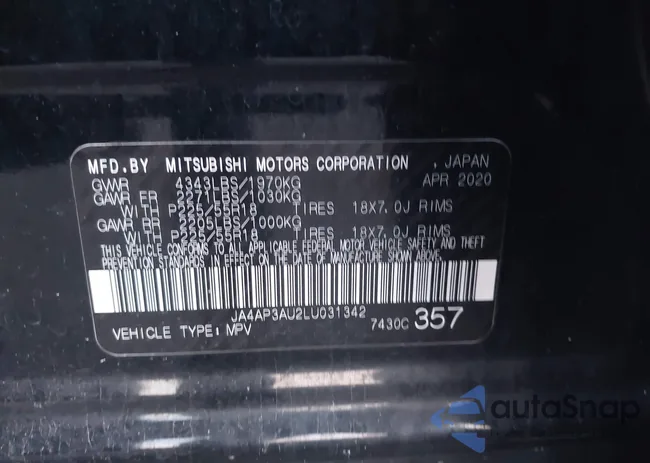 MFD.BY MITSUBISHI MOTORS CORPORATION , JAPAN
GVWR 4343LBS/1970KG APR 2020
GAWR FR 2271LBS/1030KG
WITH P225/55R18 TIRES 18X7.0J RIMS
GAWR RR 2205LBS/1000KG
WITH P225/55R18 TIRES 18X7.0J RIMS
THIS VEHICLE CONFORMS TO ALL APPLICABLE FEDERAL MOTOR VEHICLE SAFETY AND THEFT
PREVENTION STANDARDS IN EFFECT ON THE DATE OF MANUFACTURE SHOWN ABOVE.
JA4AP3AU2LU031342
VEHICLE TYPE: MPV 7430C 357
autoSnap